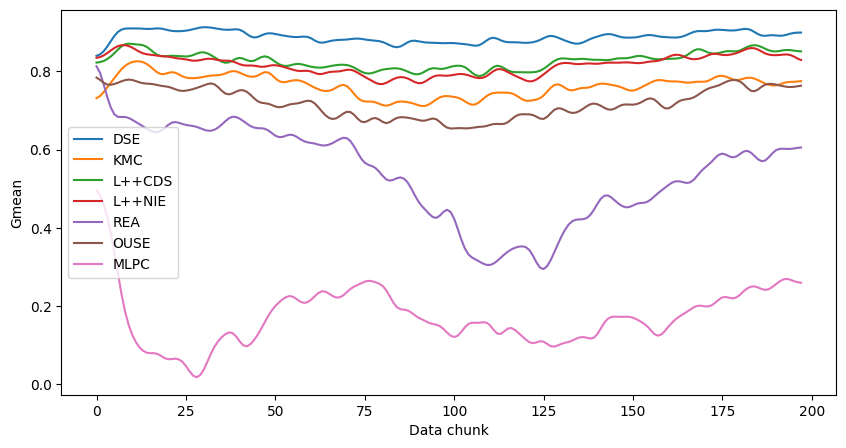 Gmean
0.8
0.6
0.4
0.2
0.0
DSE
KMC
L++CDS
L++NIE
REA
OUSE
MLPC
0 25 50 75 100 125 150 175 200
Data chunk